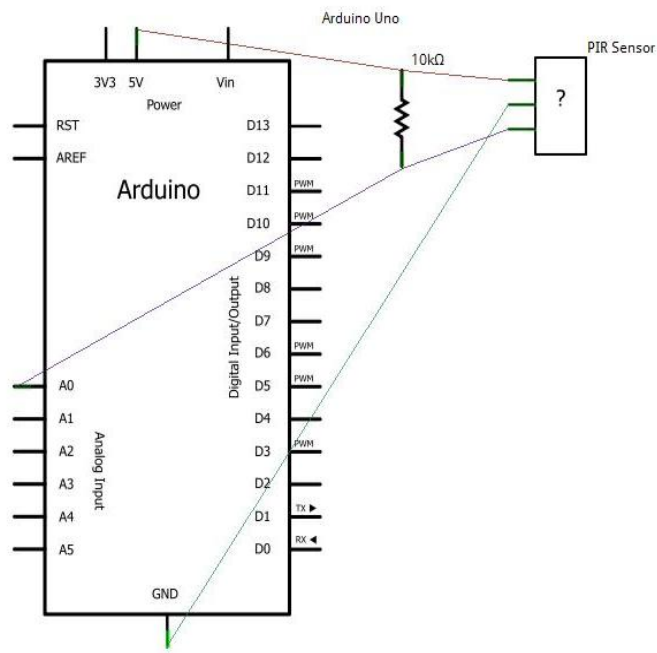 Arduino Uno
PIR Sensor
10kΩ
?
3V3 5V Vin
Power
RST
AREF
Arduino
D13
D12
D11 PWM
D10 PWM
D9 PWM
D8
D7
D6 PWM
D5 PWM
D4
D3 PWM
D2
D1 TX ▶
D0 RX ◀
Digital Input/Output
A0
A1
A2
A3
A4
A5
Analog Input
GND